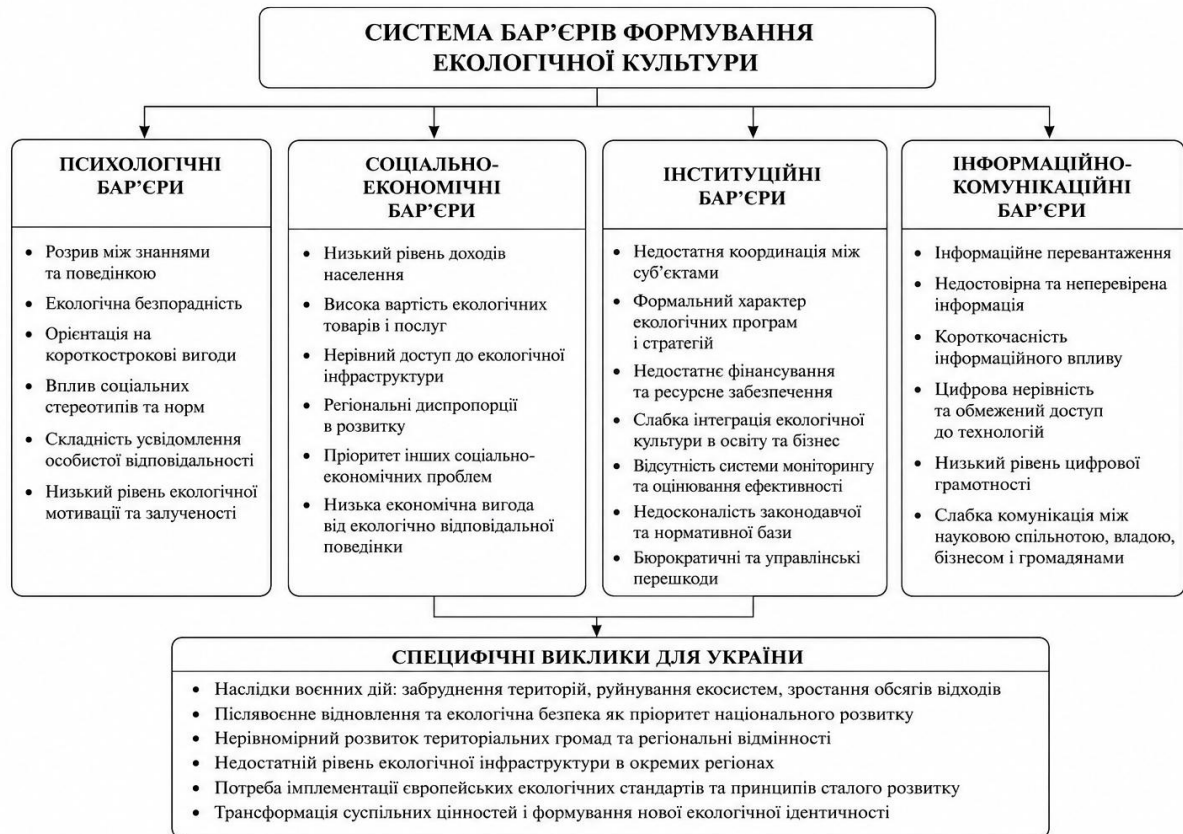 СИСТЕМА БАР’ЄРІВ ФОРМУВАННЯ
ЕКОЛОГІЧНОЇ КУЛЬТУРИ
ПСИХОЛОГІЧНІ
БАР’ЄРИ
• Розрив між знаннями
та поведінкою
• Екологічна безпорадність
• Орієнтація на
короткострокові вигоди
• Вплив соціальних
стереотипів та норм
• Складність усвідомлення
особистої відповідальності
• Низький рівень екологічної
мотивації та залученості
СОЦІАЛЬНО-
ЕКОНОМІЧНІ
БАР’ЄРИ
• Низький рівень доходів
населення
• Висока вартість екологічних
товарів і послуг
• Нерівний доступ до екологічної
інфраструктури
• Регіональні диспропорції
в розвитку
• Пріоритет інших соціально-
економічних проблем
• Низька економічна вигода
від екологічно відповідальної
поведінки
ІНСТИТУЦІЙНІ
БАР’ЄРИ
• Недостатня координація між
суб’єктами
• Формальний характер
екологічних програм
і стратегій
• Недостатнє фінансування
та ресурсне забезпечення
• Слабка інтеграція екологічної
культури в освіту та бізнес
• Відсутність системи моніторингу
та оцінювання ефективності
• Недосконалість законодавчої
та нормативної бази
• Бюрократичні та управлінські
перешкоди
ІНФОРМАЦІЙНО-
КОМУНІКАЦІЙНІ
БАР’ЄРИ
• Інформаційне перевантаження
• Недостовірна та неперевірена
інформація
• Короткочасність
інформаційного впливу
• Цифрова нерівність
та обмежений доступ
до технологій
• Низький рівень цифрової
грамотності
• Слабка комунікація між
науковою спільнотою, владою,
бізнесом і громадянами
СПЕЦИФІЧНІ ВИКЛИКИ ДЛЯ УКРАЇНИ
• Наслідки воєнних дій: забруднення територій, руйнування екосистем, зростання обсягів відходів
• Післявоєнне відновлення та екологічна безпека як пріоритет національного розвитку
• Нерівномірний розвиток територіальних громад та регіональні відмінності
• Недостатній рівень екологічної інфраструктури в окремих регіонах
• Потреба імплементації європейських екологічних стандартів та принципів сталого розвитку
• Трансформація суспільних цінностей і формування нової екологічної ідентичності